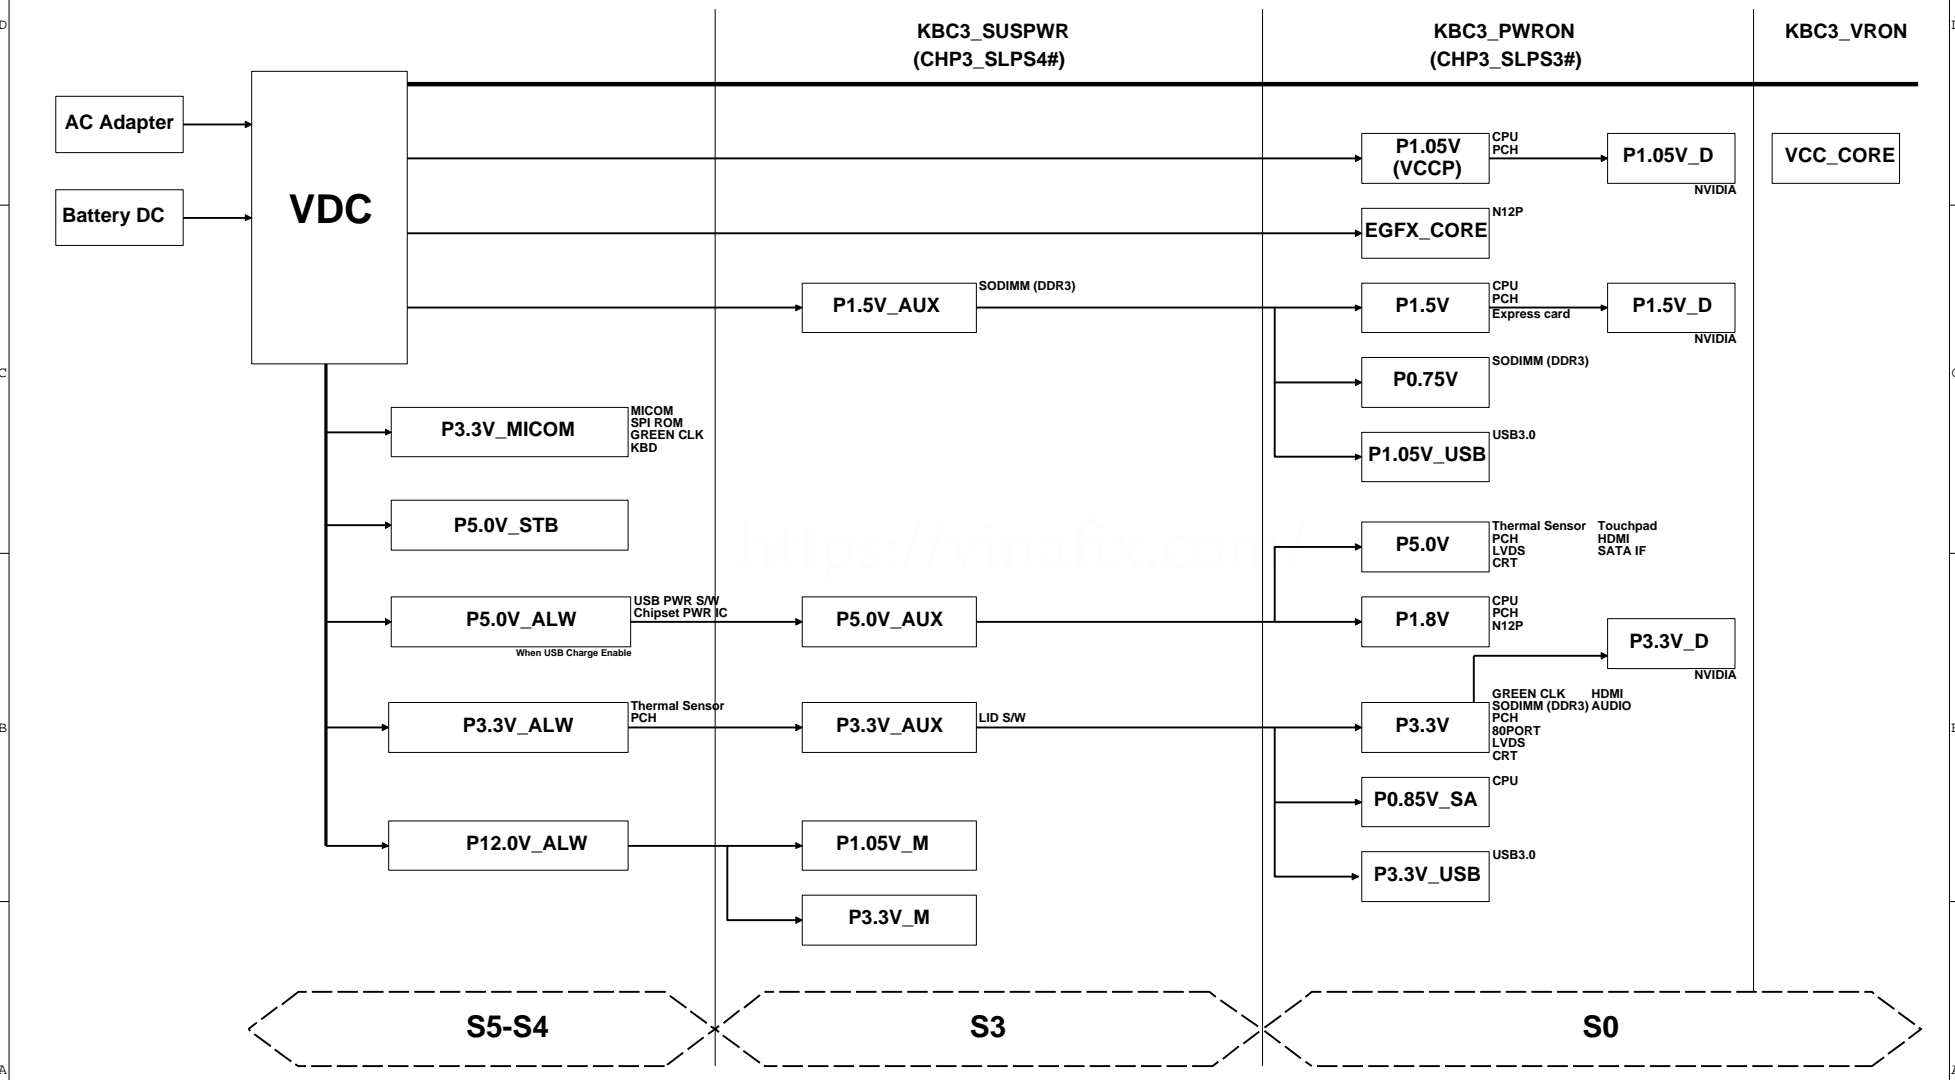 KBC3_SUSPWR
(CHP3_SLPS4#)
KBC3_PWRON
(CHP3_SLPS3#)
KBC3_VRON
D
AC Adapter
Battery DC
VDC
P1.05V
(VCCP)
CPU
PCH
P1.05V_D
NVIDIA
VCC_CORE
EGFX_CORE
N12P
P1.5V_AUX
SODIMM (DDR3)
P1.5V
CPU
PCH
Express card
P1.5V_D
NVIDIA
C
P0.75V
SODIMM (DDR3)
P3.3V_MICOM
MICOM
SPI ROM
GREEN CLK
KBD
P1.05V_USB
USB3.0
P5.0V_STB
https://vinafix.com/
P5.0V
Thermal Sensor Touchpad
PCH HDMI
LVDS SATA IF
CRT
P5.0V_ALW
USB PWR S/W
Chipset PWR IC
When USB Charge Enable
P5.0V_AUX
P1.8V
CPU
PCH
N12P
P3.3V_D
NVIDIA
B
P3.3V_ALW
Thermal Sensor
PCH
P3.3V_AUX
LID S/W
P3.3V
GREEN CLK HDMI
SODIMM (DDR3) AUDIO
PCH
80PORT
LVDS
CRT
P0.85V_SA
CPU
P12.0V_ALW
P1.05V_M
P3.3V_USB
USB3.0
P3.3V_M
S5-S4
S3
S0
A